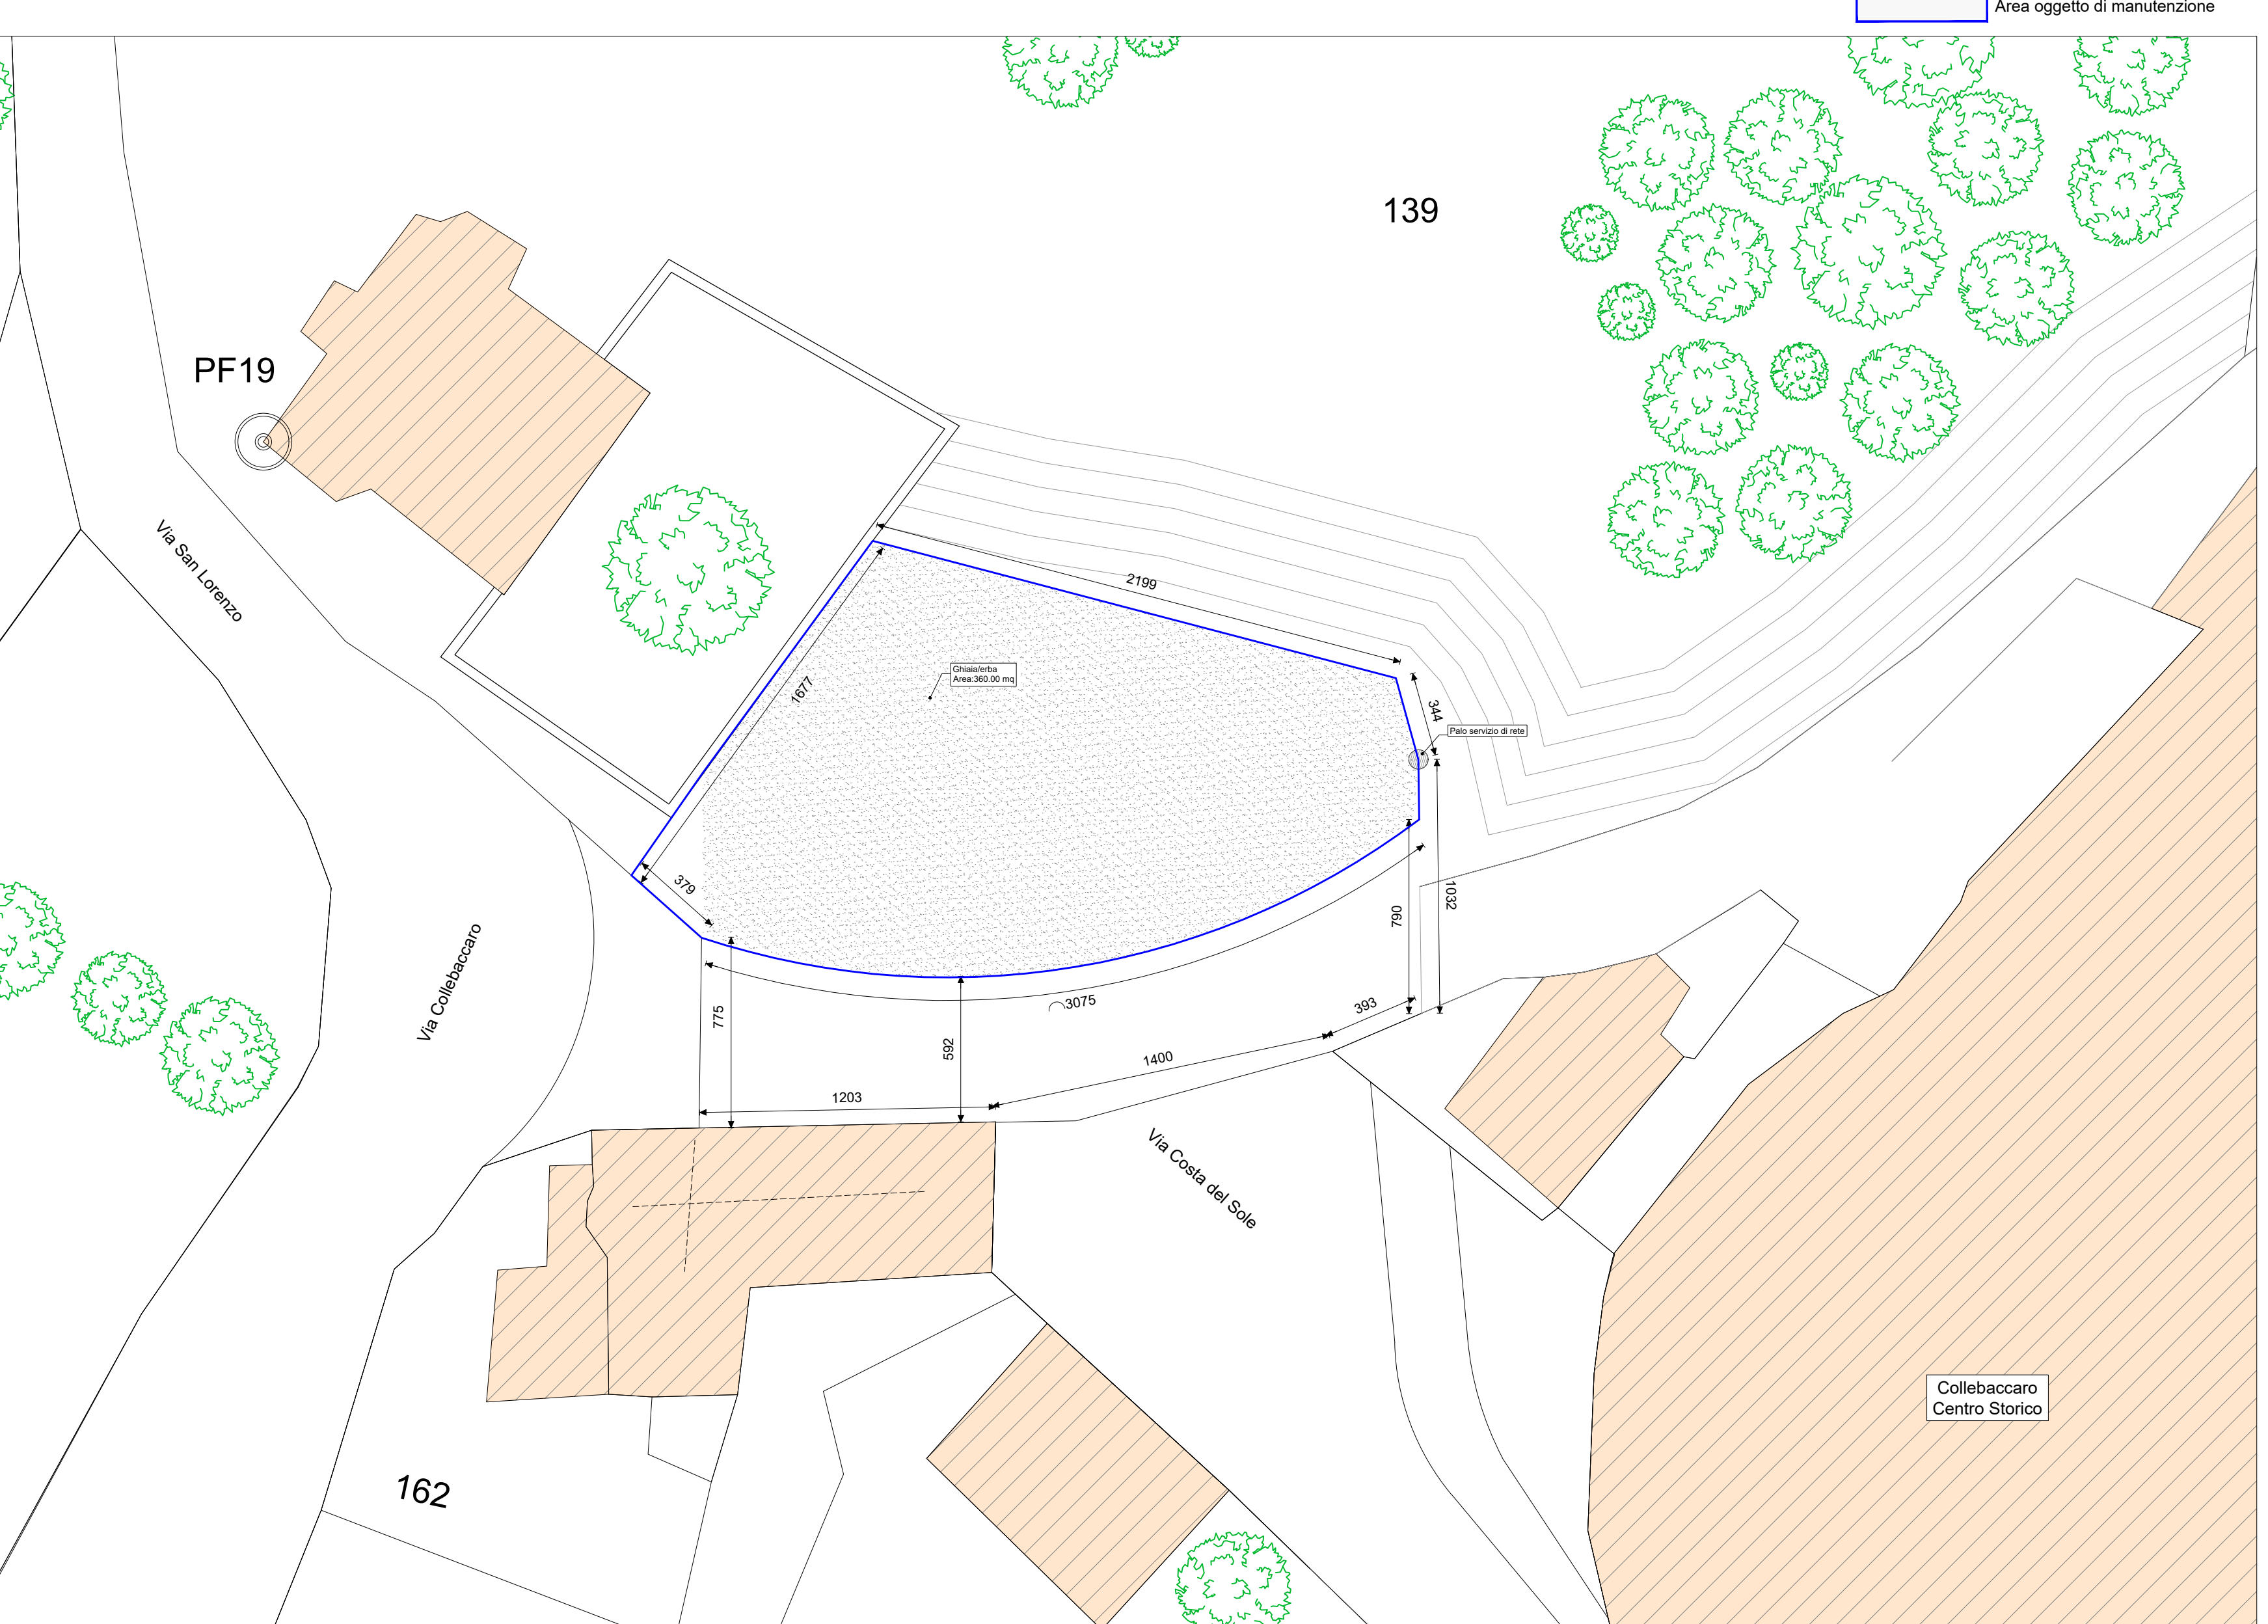 Area oggetto di manutenzione
139
PF19
Via San Lorenzo
2199
Ghiaia/erba
Area:360.00 mq
1677
344
Palo servizio di rete
379
1032
790
Via Collebaccaro
3075
393
775
592
1400
1203
Via Costa del Sole
Collebaccaro
Centro Storico
162